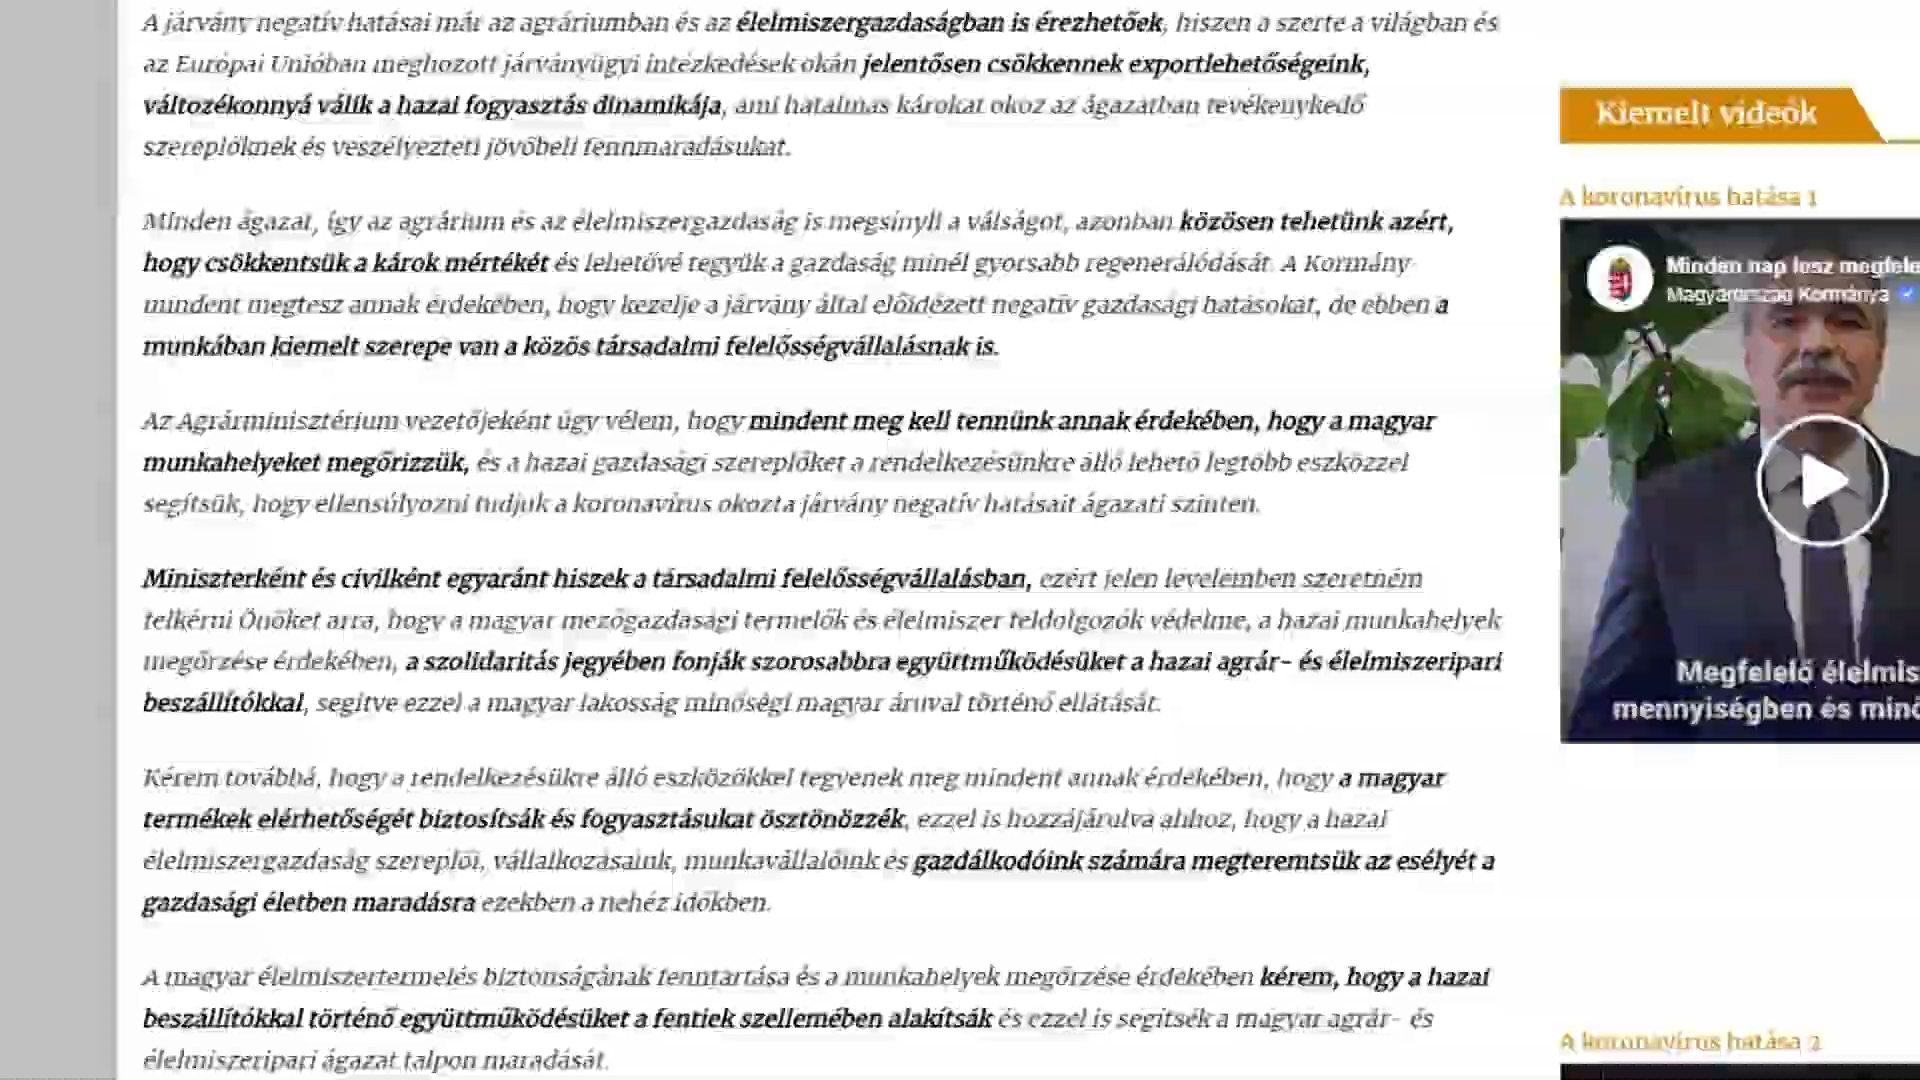 A járvány negatív hatásai már az agráriumban és az élelmiszergazdaságban is érezhetőek, hiszen a szerte a világban és
az Európai Unióban meghozott járványügyi intézkedések okán jelentősen csökkennek exportlehetőségeink,
változékonnyá válik a hazai fogyasztás dinamikája, ami hatalmas károkat okoz az ágazatban tevékenykedő
szereplőknek és veszélyezteti jövőbeli fennmaradásukat.
Minden ágazat, így az agrárium és az élelmiszergazdaság is megsínyli a válságot, azonban közösen tehetünk azért,
hogy csökkentsük a károk mértékét és lehetővé tegyük a gazdaság minél gyorsabb regenerálódását. A Kormány
mindent megtesz annak érdekében, hogy kezelje a járvány által előidézett negatív gazdasági hatásokat, de ebben a
munkában kiemelt szerepe van a közös társadalmi felelősségvállalásnak is.
Az Agrárminisztérium vezetőjeként úgy vélem, hogy mindent meg kell tennünk annak érdekében, hogy a magyar
munkahelyeket megőrizzük, és a hazai gazdasági szereplőket a rendelkezésünkre álló lehető legtöbb eszközzel
segítsük, hogy ellensúlyozni tudjuk a koronavírus okozta járvány negatív hatásait ágazati szinten.
Miniszterként és civilként egyaránt hiszek a társadalmi felelősségvállalásban, ezért jelen levelemben szeretném
felkérni Önöket arra, hogy a magyar mezőgazdasági termelők és élelmiszer feldolgozók védelme, a hazai munkahelyek
megőrzése érdekében, a szolidaritás jegyében fonják szorosabbra együttműködésüket a hazai agrár- és élelmiszeripari
beszállítókkal, segítve ezzel a magyar lakosság minőségi magyar áruval történő ellátását.
Kérem továbbá, hogy a rendelkezésükre álló eszközökkel tegyenek meg mindent annak érdekében, hogy a magyar
termékek elérhetőségét biztosítsák és fogyasztásukat ösztönözzék, ezzel is hozzájárulva ahhoz, hogy a hazai
élelmiszergazdaság szereplői, vállalkozásaink, munkavállalóink és gazdálkodóink számára megteremtsük az esélyét a
gazdasági életben maradásra ezekben a nehéz időkben.
A magyar élelmiszertermelés biztonságának fenntartása és a munkahelyek megőrzése érdekében kérem, hogy a hazai
beszállítókkal történő együttműködésüket a fentiek szellemében alakítsák és ezzel is segítsék a magyar agrár- és
élelmiszeripari ágazat talpon maradását.
Kiemelt videók
A koronavírus hatása 1
Minden nap lesz megfele
Magyarország Kormánya
Megfelelő élelmis
mennyiségben és minő
A koronavírus hatása 2